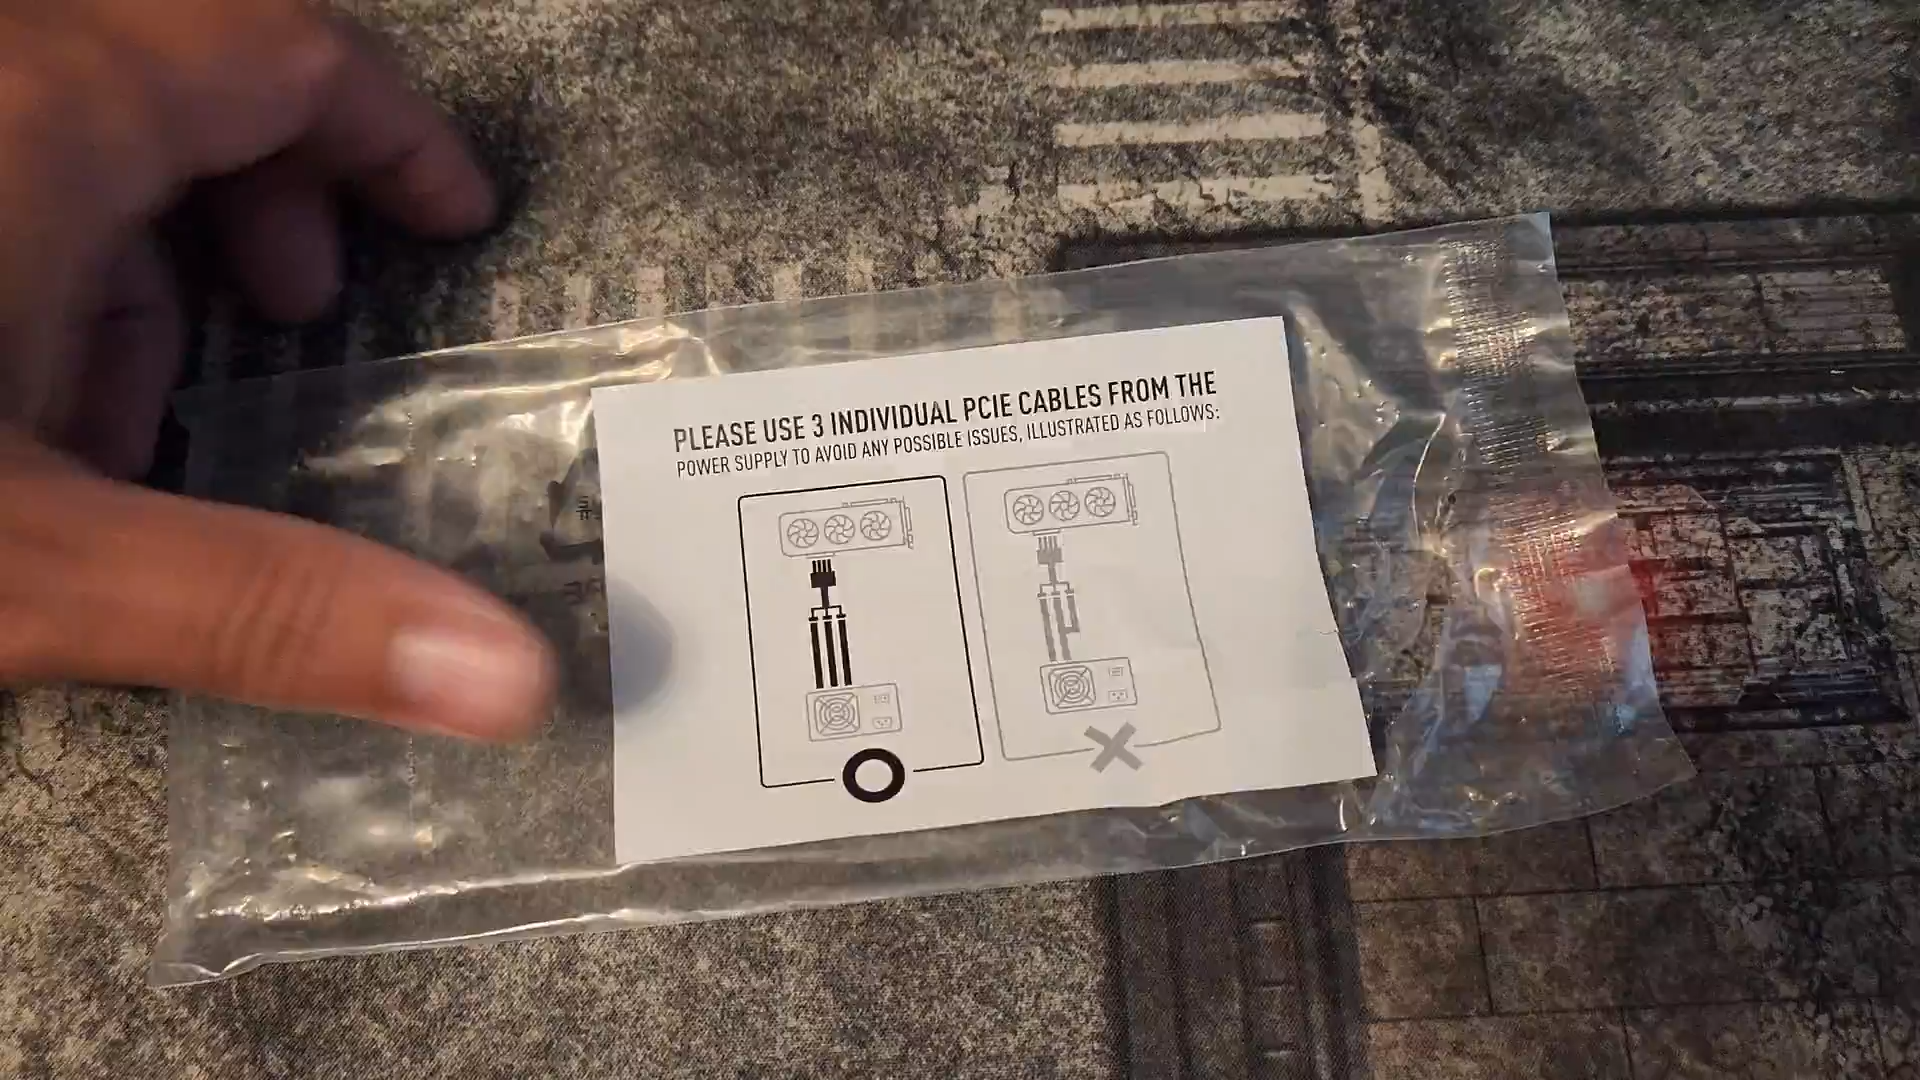 PLEASE USE 3 INDIVIDUAL PCIE CABLES FROM THE
POWER SUPPLY TO AVOID ANY POSSIBLE ISSUES, ILLUSTRATED AS FOLLOWS: